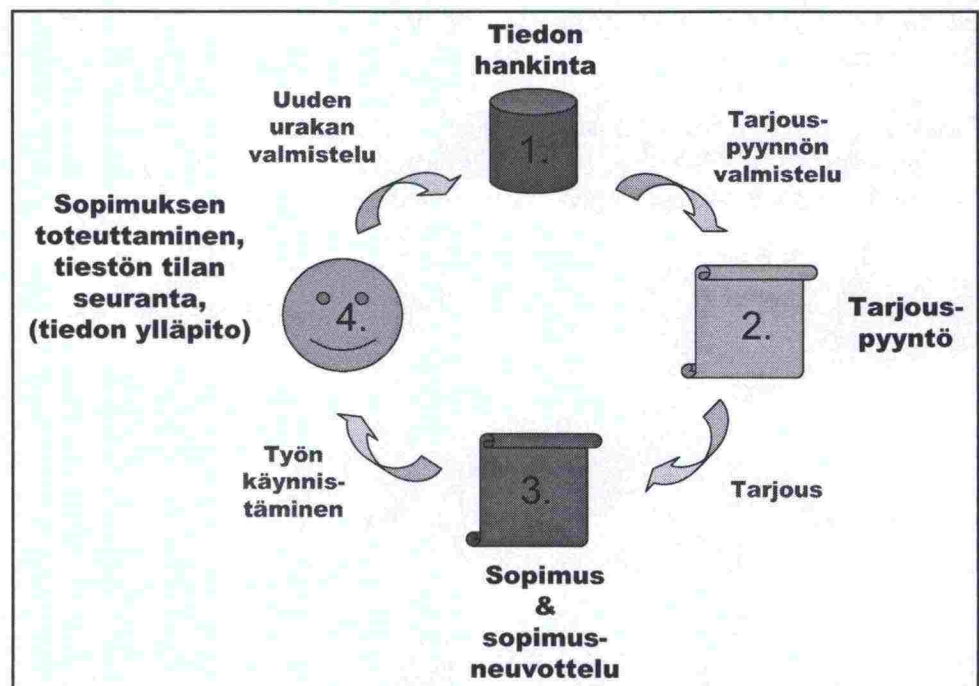 Tiedon
hankinta
1.
Tarjous-
pyynnön
valmistelu
2.
Tarjous-
pyyntö
Tarjous
3.
Sopimus
&
sopimus-
neuvottelu
Työn
käynnis-
täminen
4.
Sopimuksen
toteuttaminen,
tiestön tilan
seuranta,
(tiedon ylläpito)
Uuden
urakan
valmistelu